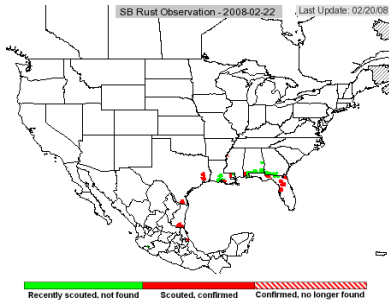 SB Rust Observation - 2008-02-22
Last Update: 02/20/08
Recently scouted, not found
Scouted, confirmed
Confirmed, no longer found